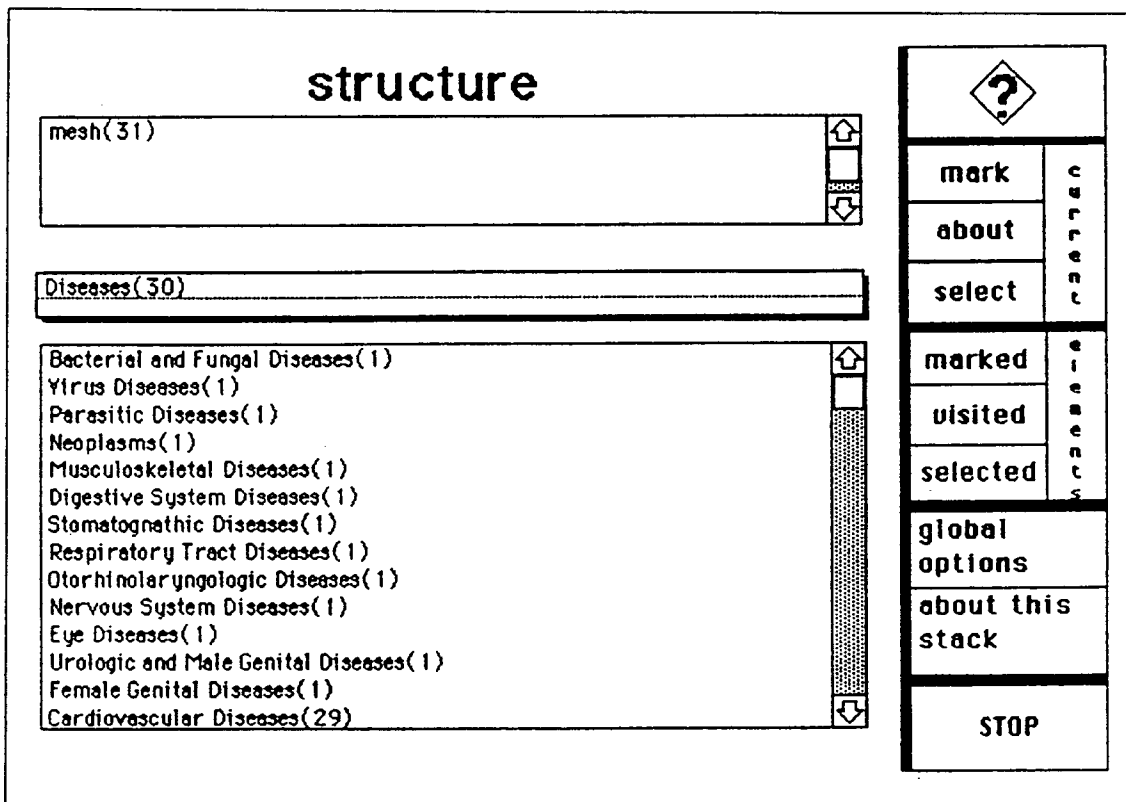 structure
mesh(31)
Diseases(30)
Bacterial and Fungal Diseases(1)
Virus Diseases(1)
Parasitic Diseases(1)
Neoplasms(1)
Musculoskeletal Diseases(1)
Digestive System Diseases(1)
Stomatognathic Diseases(1)
Respiratory Tract Diseases(1)
Otorhinolaryngologic Diseases(1)
Nervous System Diseases(1)
Eye Diseases(1)
Urologic and Male Genital Diseases(1)
Female Genital Diseases(1)
Cardiovascular Diseases(29)
?
mark
about
select
current
marked
visited
selected
elements
global
options
about this
stack
STOP